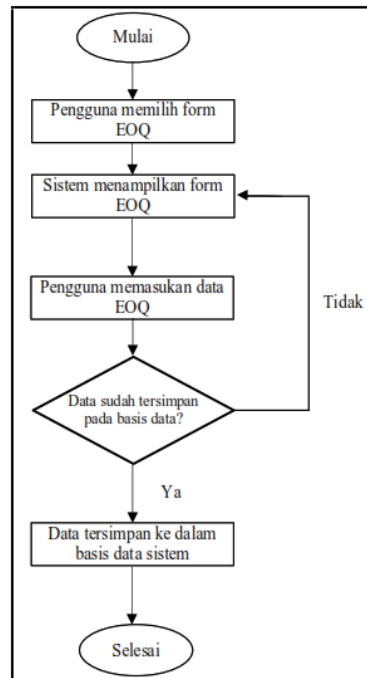 Mulai
Pengguna memilih form
EOQ
Sistem menampilkan form
EOQ
Pengguna memasukan data
EOQ
Tidak
Data sudah tersimpan
pada basis data?
Ya
Data tersimpan ke dalam
basis data sistem
Selesai